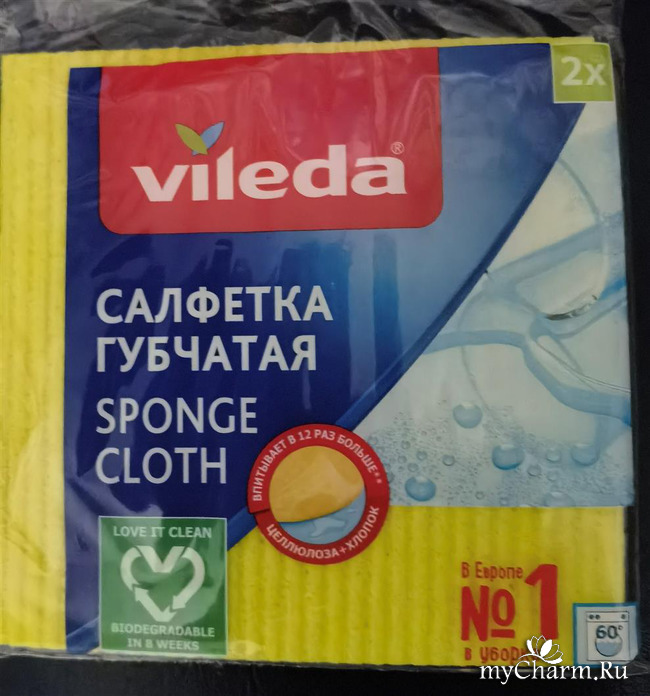 2x
vileda®
САЛФЕТКА
ГУБЧАТАЯ
SPONGE
CLOTH
ВПИТЫВАЕТ В 12 РАЗ БОЛЬШЕ**
ЦЕЛЛЮЛОЗА+ХЛОПОК
LOVE IT CLEAN
BIODEGRADABLE
IN 8 WEEKS
В ЕВРОПЕ
№1
В
60°
myCharm.Ru